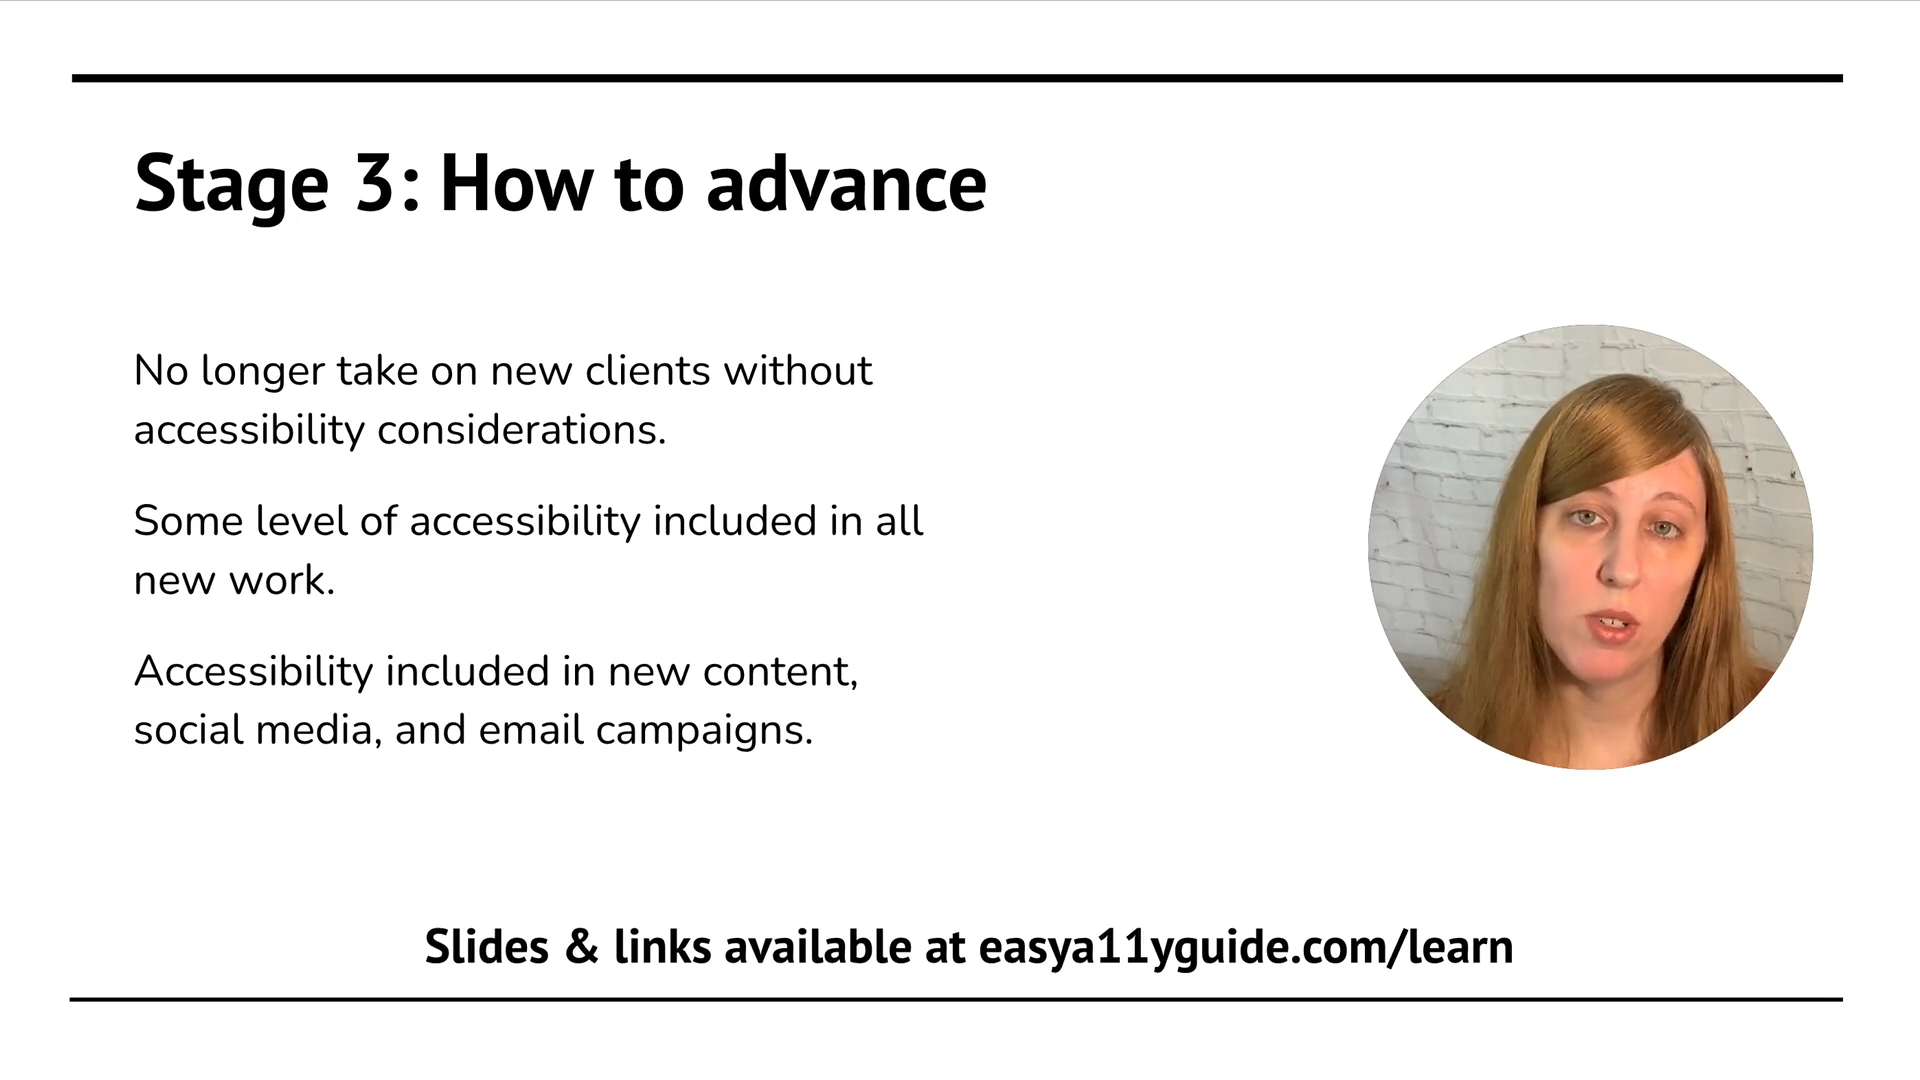 Stage 3: How to advance
No longer take on new clients without
accessibility considerations.
Some level of accessibility included in all
new work.
Accessibility included in new content,
social media, and email campaigns.
Slides & links available at easya11yguide.com/learn